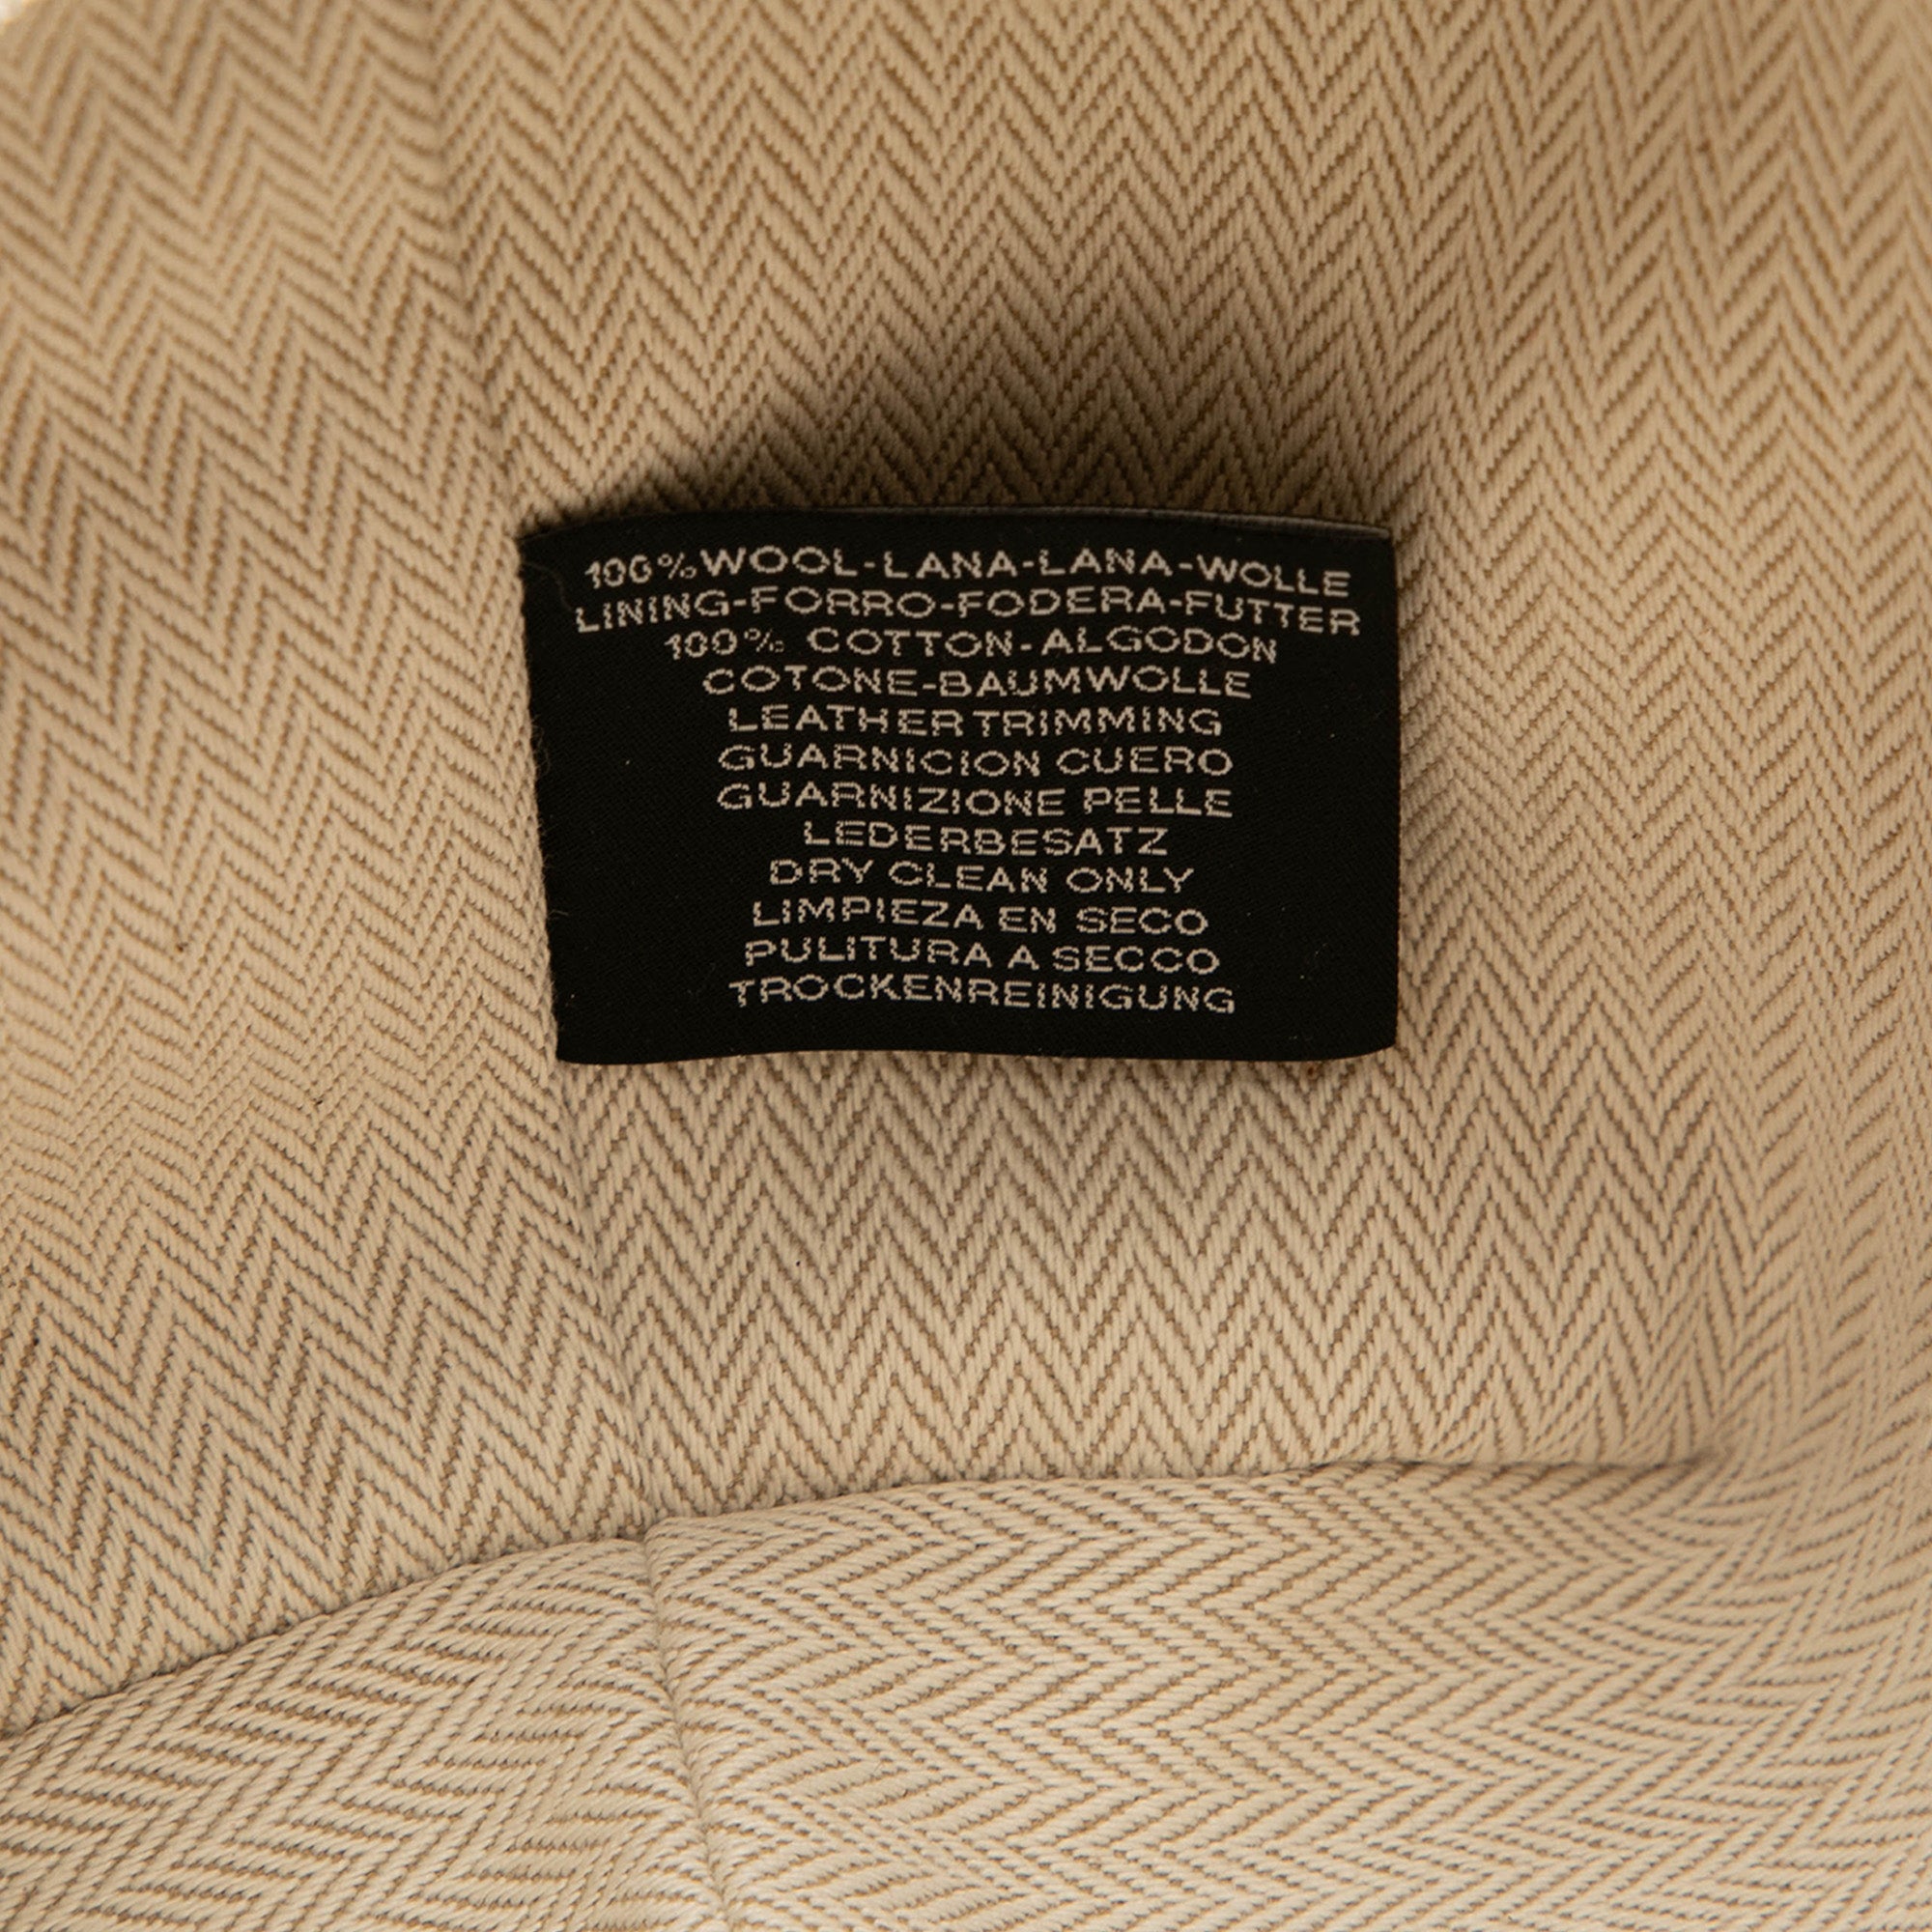 100%WOOL-LANA-LANA-WOLLE
LINING-FORRO-FODERA-FUTTER
100% COTTON-ALGODON
COTONE-BAUMWOLLE
LEATHER TRIMMING
GUARNICION CUERO
GUARNIZIONE PELLE
LEDERBESATZ
DRY CLEAN ONLY
LIMPIEZA EN SECO
PULITURA A SECCO
TROCKENREINIGUNG